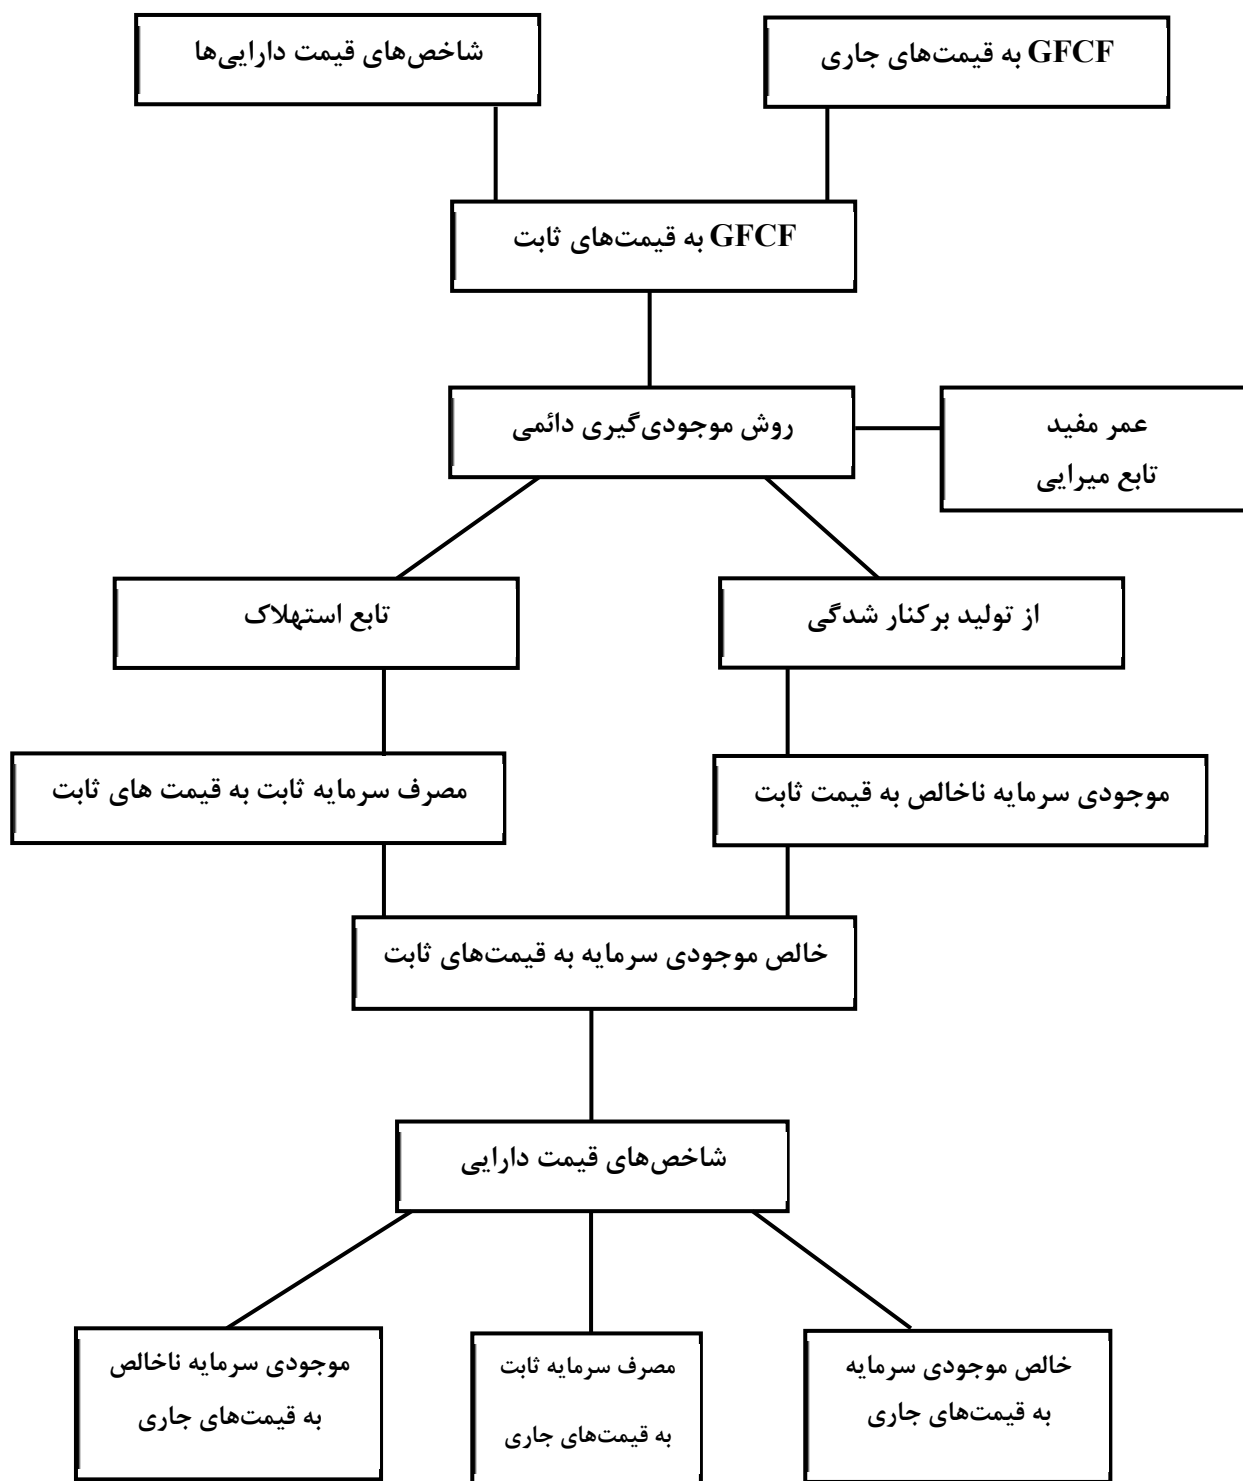 GFCF به قیمت‌های جاری
شاخص‌های قیمت دارایی‌ها
GFCF به قیمت‌های ثابت
روش موجودی‌گیری دائمی
عمر مفید
تابع میرایی
از تولید برکنار شدگی
تابع استهلاک
موجودی سرمایه ناخالص به قیمت ثابت
مصرف سرمایه ثابت به قیمت های ثابت
خالص موجودی سرمایه به قیمت‌های ثابت
شاخص‌های قیمت دارایی
خالص موجودی سرمایه
به قیمت‌های جاری
مصرف سرمایه ثابت
به قیمت‌های جاری
موجودی سرمایه ناخالص
به قیمت‌های جاری